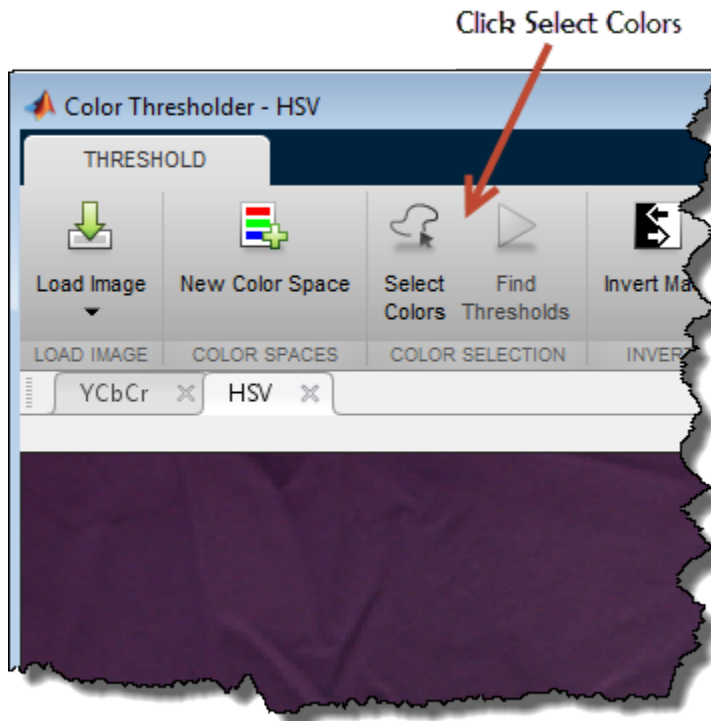 Click Select Colors
Color Thresholder - HSV
THRESHOLD
Load Image
New Color Space
Select Colors
Find Thresholds
Invert
LOAD IMAGE
COLOR SPACES
COLOR SELECTION
YCbCr
HSV